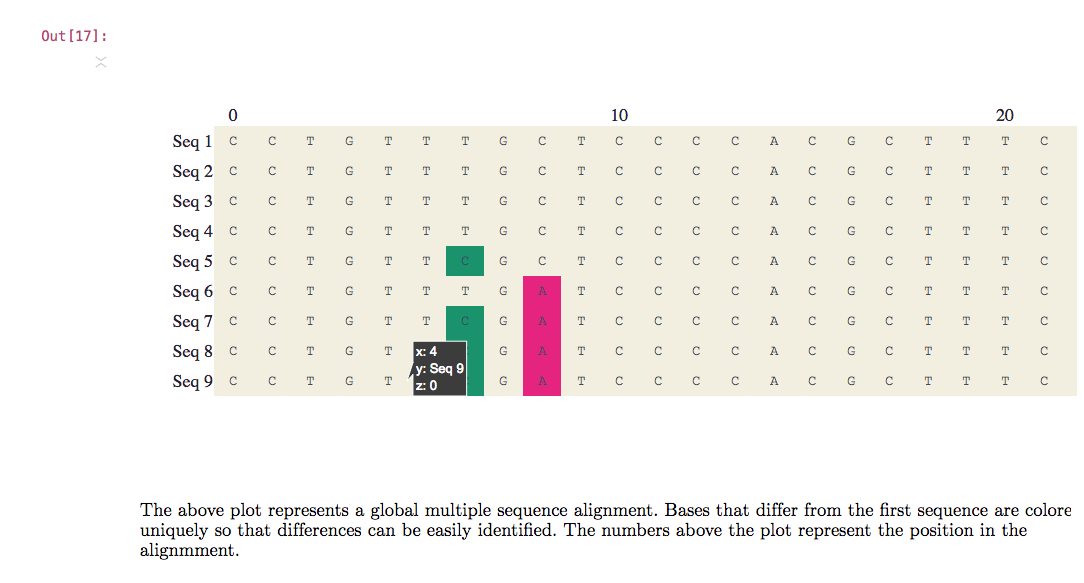 Out[17]:
0 10 20
Seq 1 C C T G T T T G C T C C C C A C G C T T T C
Seq 2 C C T G T T T G C T C C C C A C G C T T T C
Seq 3 C C T G T T T G C T C C C C A C G C T T T C
Seq 4 C C T G T T T G C T C C C C A C G C T T T C
Seq 5 C C T G T T C G C T C C C C A C G C T T T C
Seq 6 C C T G T T T G A T C C C C A C G C T T T C
Seq 7 C C T G T T C G A T C C C C A C G C T T T C
Seq 8 C C T G T G A T C C C C A C G C T T T C
Seq 9 C C T G T G A T C C C C A C G C T T T C
x: 4
y: Seq 9
z: 0
The above plot represents a global multiple sequence alignment. Bases that differ from the first sequence are colore
uniquely so that differences can be easily identified. The numbers above the plot represent the position in the
alignmment.